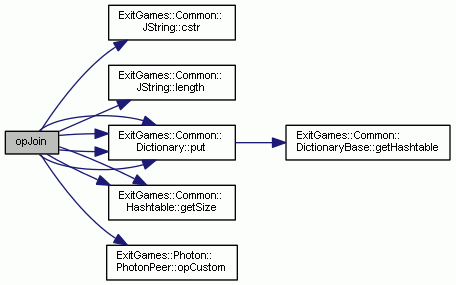 ExitGames::Common::
JString::cstr
ExitGames::Common::
JString::length
opJoin
ExitGames::Common::
Dictionary::put
ExitGames::Common::
DictionaryBase::getHashtable
ExitGames::Common::
Hashtable::getSize
ExitGames::Photon::
PhotonPeer::opCustom